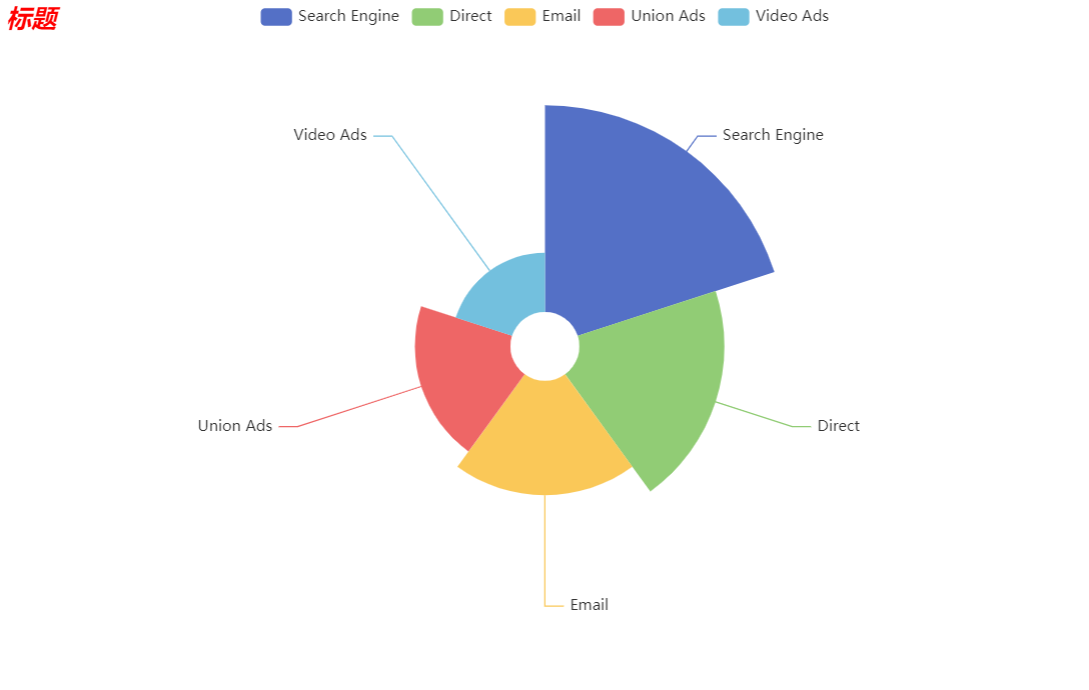 标题
Search Engine Direct Email Union Ads Video Ads
Video Ads
Search Engine
Union Ads
Direct
Email